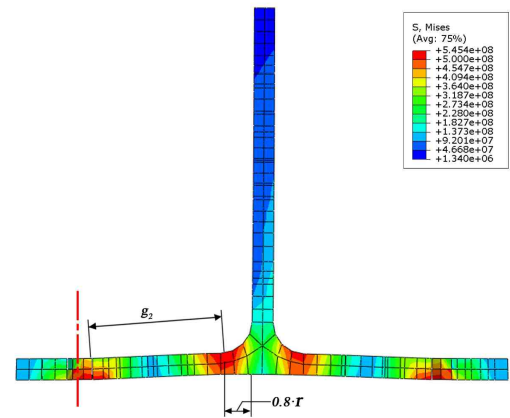 S, Mises
(Avg: 75%)
+5.454e+08
+5.000e+08
+4.547e+08
+4.094e+08
+3.640e+08
+3.187e+08
+2.734e+08
+2.280e+08
+1.827e+08
+1.373e+08
+9.201e+07
+4.668e+07
+1.340e+06
g₂
0.8·r